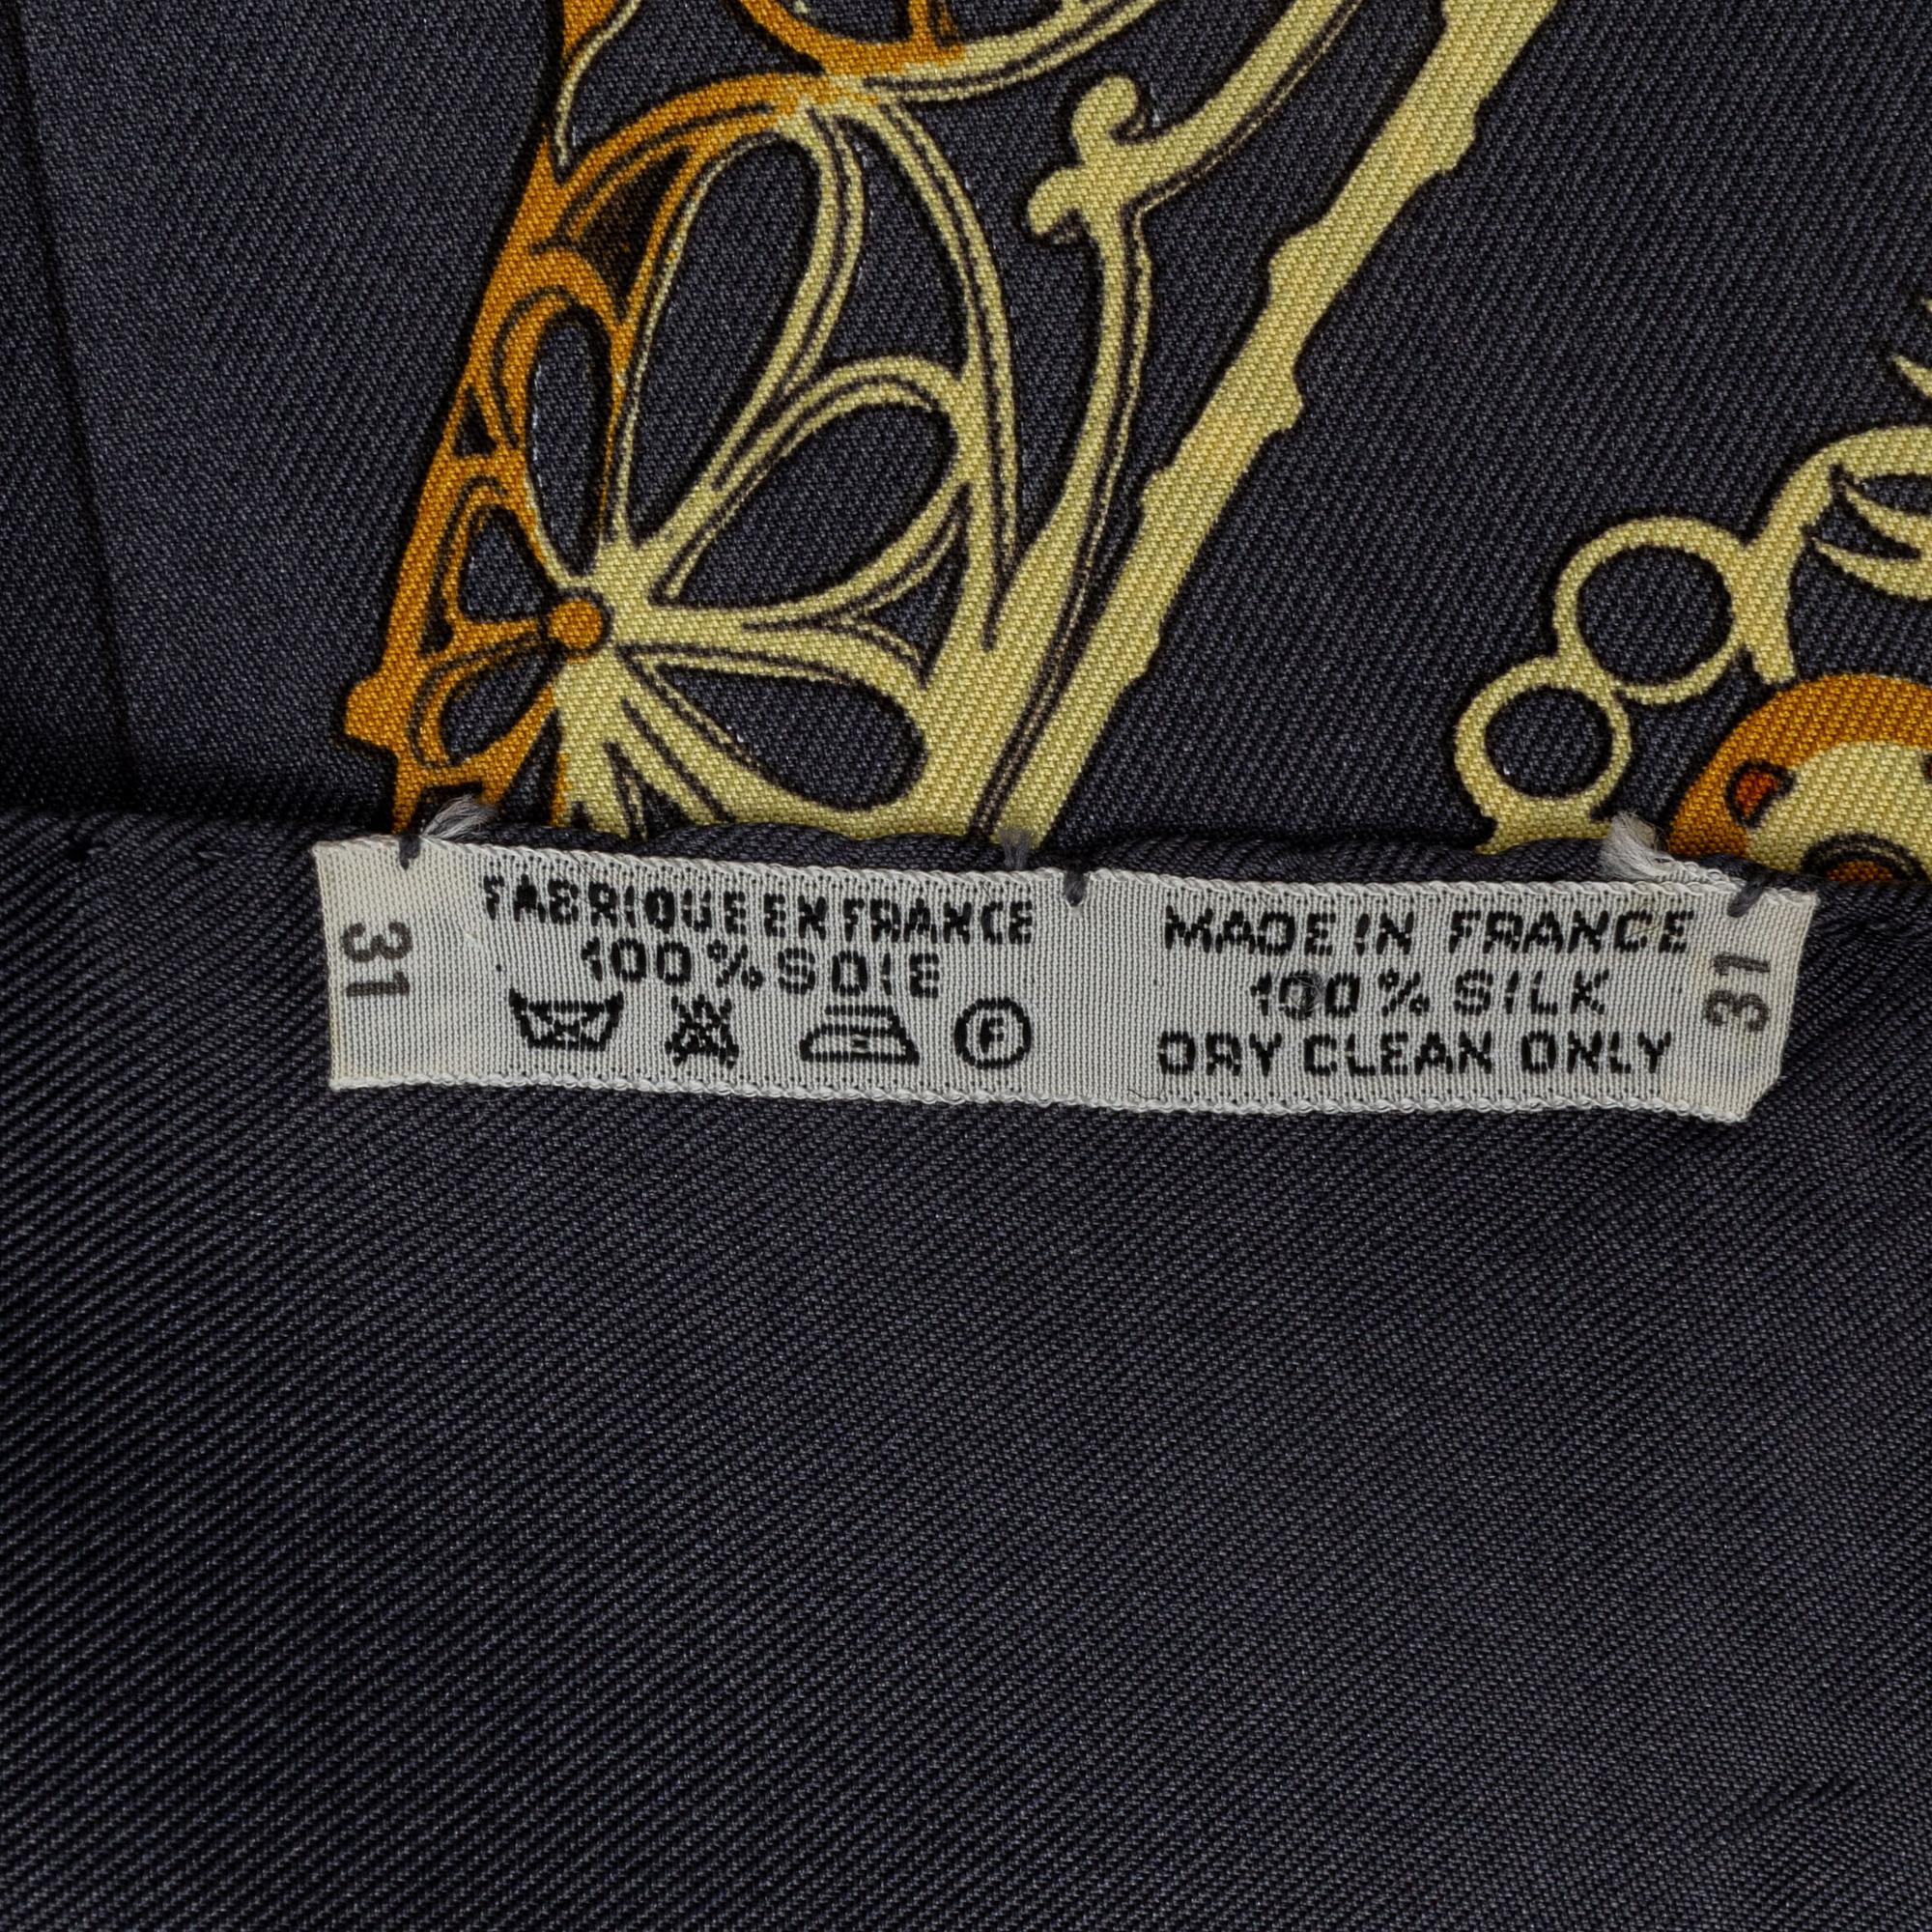 31
FABRIQUE EN FRANCE
100% SOIE
F
MADE IN FRANCE
100% SILK
DRY CLEAN ONLY
31